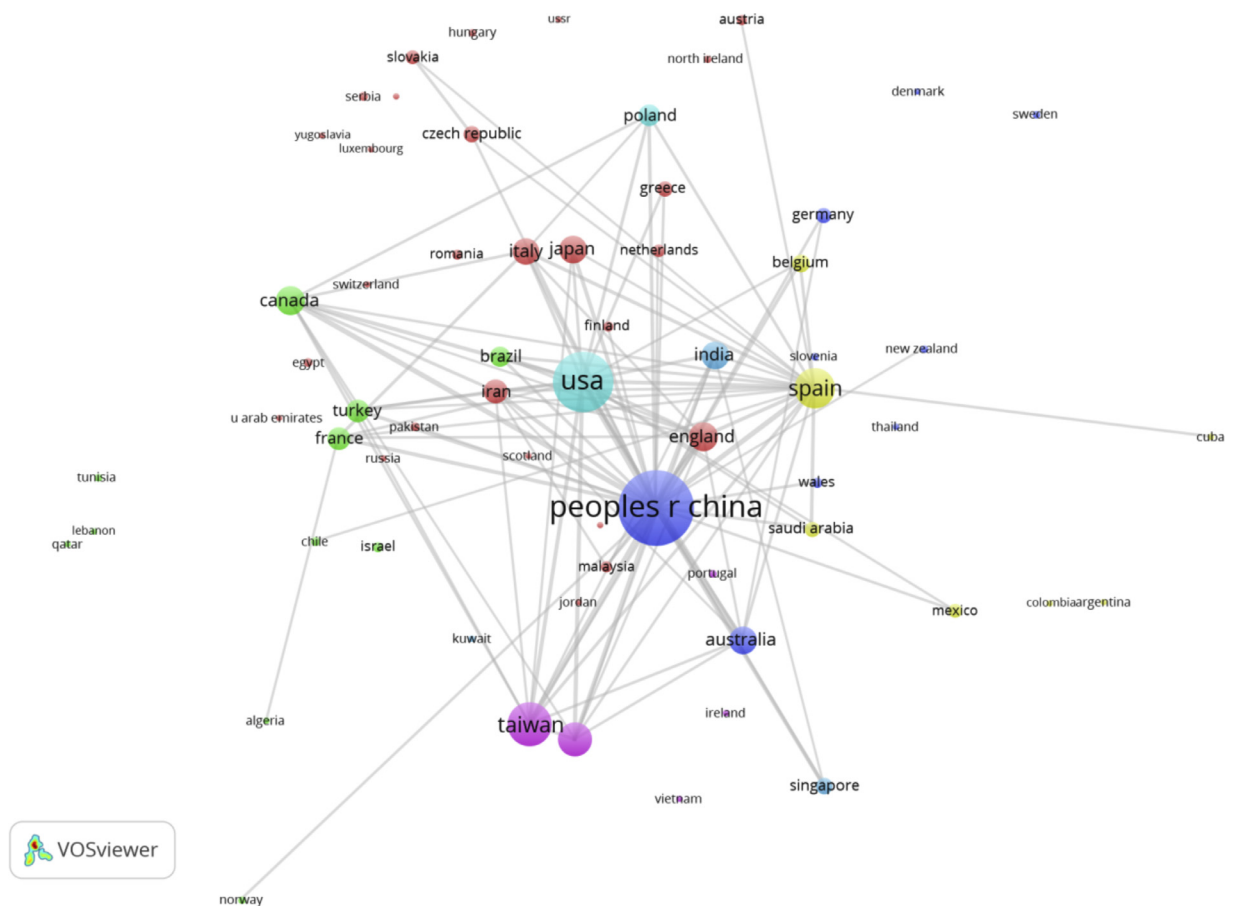 ussr
austria
hungary
slovakia
north ireland
denmark
serbia
sweden
poland
yugoslavia
czech republic
luxembourg
greece
germany
italy
japan
netherlands
romania
belgium
switzerland
canada
finland
new zealand
brazil
india
slovenia
egypt
usa
spain
iran
turkey
u arab emirates
pakistan
thailand
france
england
cuba
russia
scotland
tunisia
wales
peoples r china
lebanon
saudi arabia
qatar
chile
israel
malaysia
portugal
jordan
colombia
argentina
mexico
kuwait
australia
ireland
algeria
taiwan
singapore
vietnam
VOSviewer
norway